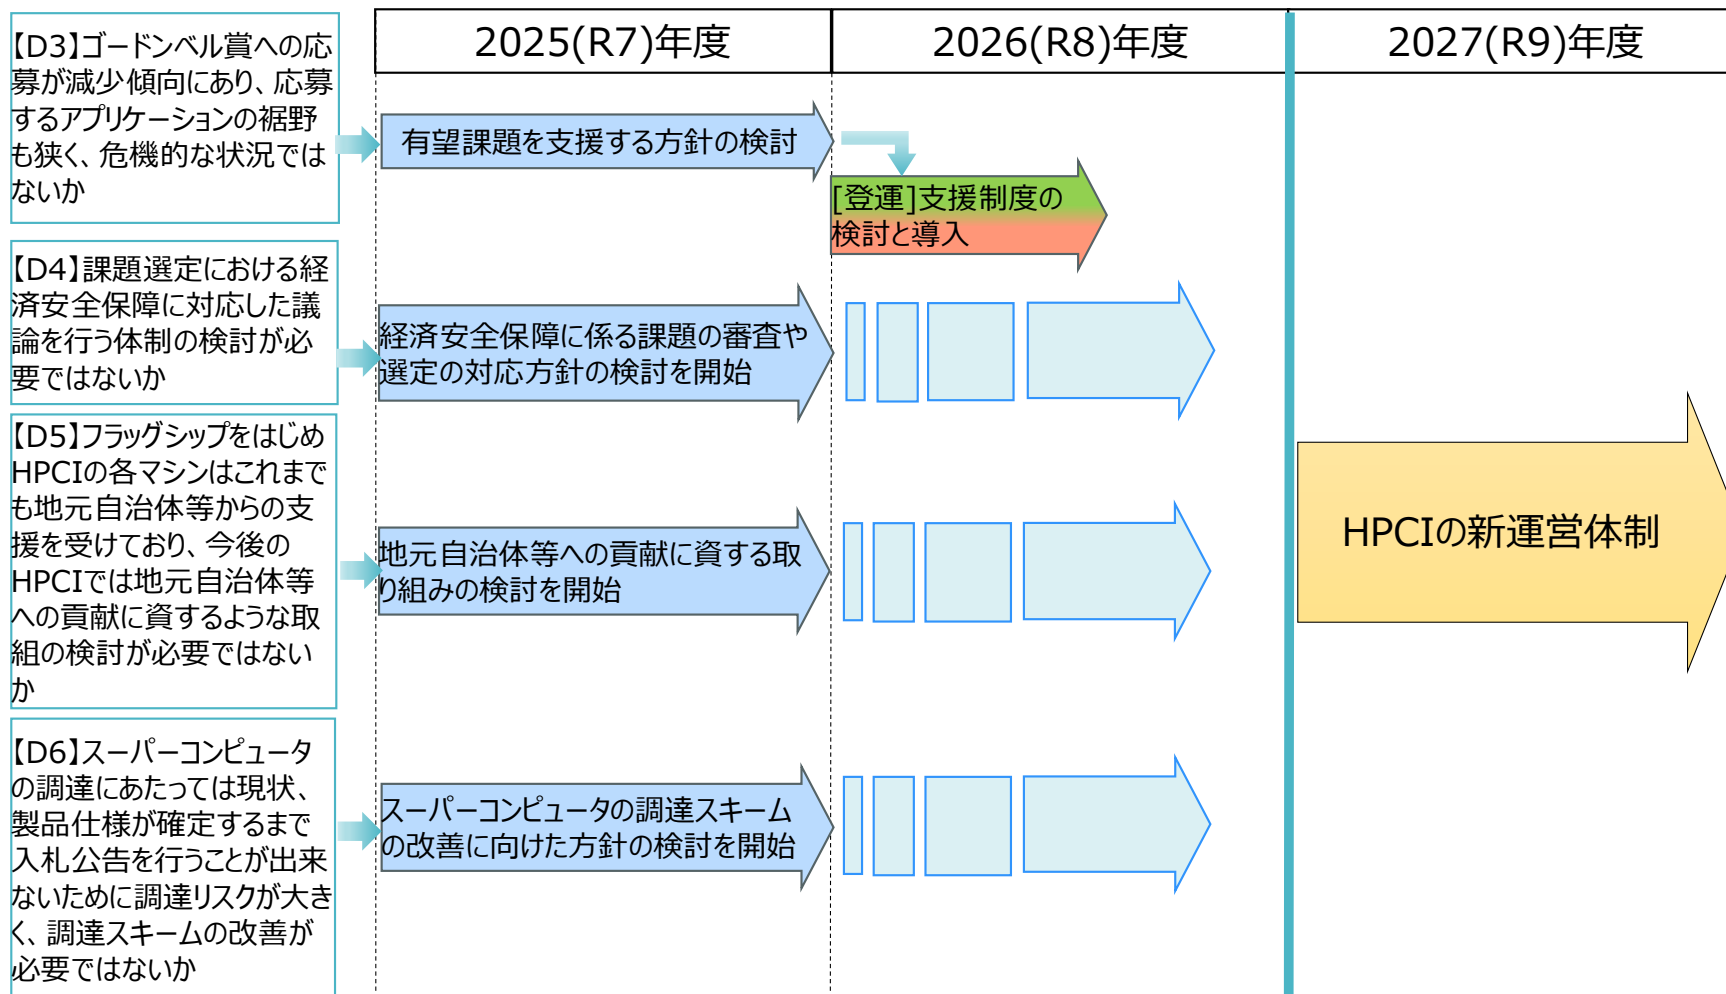 2025(R7)年度
2026(R8)年度
2027(R9)年度
【D3】ゴードンベル賞への応
募が減少傾向にあり、応募
するアプリケーションの裾野
も狭く、危機的な状況では
ないか
有望課題を支援する方針の検討
[登運]支援制度の
検討と導入
【D4】課題選定における経
済安全保障に対応した議
論を行う体制の検討が必
要ではないか
経済安全保障に係る課題の審査や
選定の対応方針の検討を開始
【D5】フラッグシップをはじめ
HPCIの各マシンはこれまで
も地元自治体等からの支
援を受けており、今後の
HPCIでは地元自治体等
への貢献に資するような取
組の検討が必要ではない
か
地元自治体等への貢献に資する取
り組みの検討を開始
HPCIの新運営体制
【D6】スーパーコンピュータ
の調達にあたっては現状、
製品仕様が確定するまで
入札公告を行うことが出来
ないために調達リスクが大き
く、調達スキームの改善が
必要ではないか
スーパーコンピュータの調達スキーム
の改善に向けた方針の検討を開始